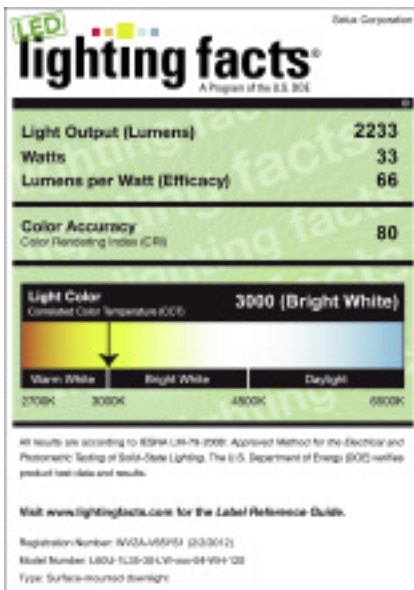 LED
Selux Corporation
lighting facts®
A Program of the U.S. DOE
Light Output (Lumens) 2233
Watts 33
Lumens per Watt (Efficacy) 66
Color Accuracy 80
Color Rendering Index (CRI)
Light Color 3000 (Bright White)
Correlated Color Temperature (CCT)
Warm White Bright White Daylight
2700K 3000K 4500K 6500K
All results are according to IESNA LM-79-2008: Approved Method for the Electrical and
Photometric Testing of Solid-State Lighting. The U.S. Department of Energy (DOE) verifies
product test data and results.
Visit www.lightingfacts.com for the Label Reference Guide.
Registration Number: (2/2/2012)
Model Number:
Type: Surface-mounted downlight